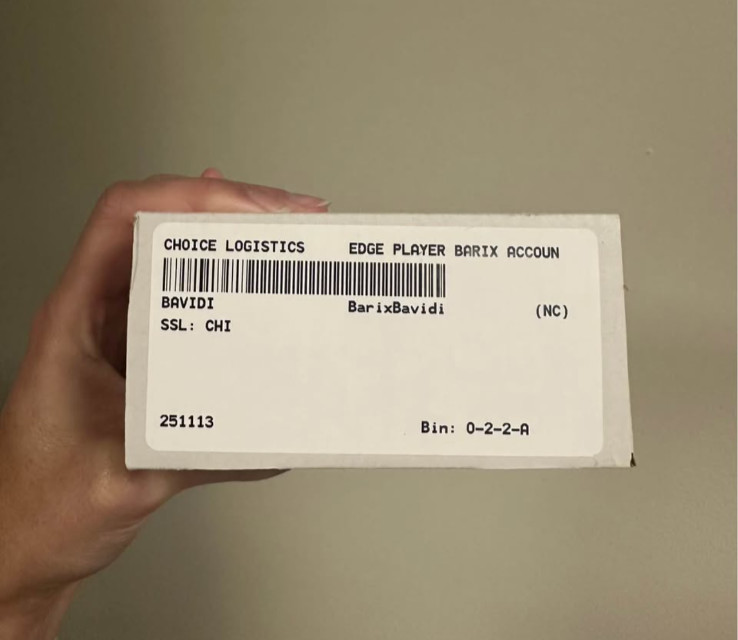 CHOICE LOGISTICS EDGE PLAYER BARIX ACCOUN
BAVIDI BarixBavidi (NC)
SSL: CHI
251113 Bin: 0-2-2-A